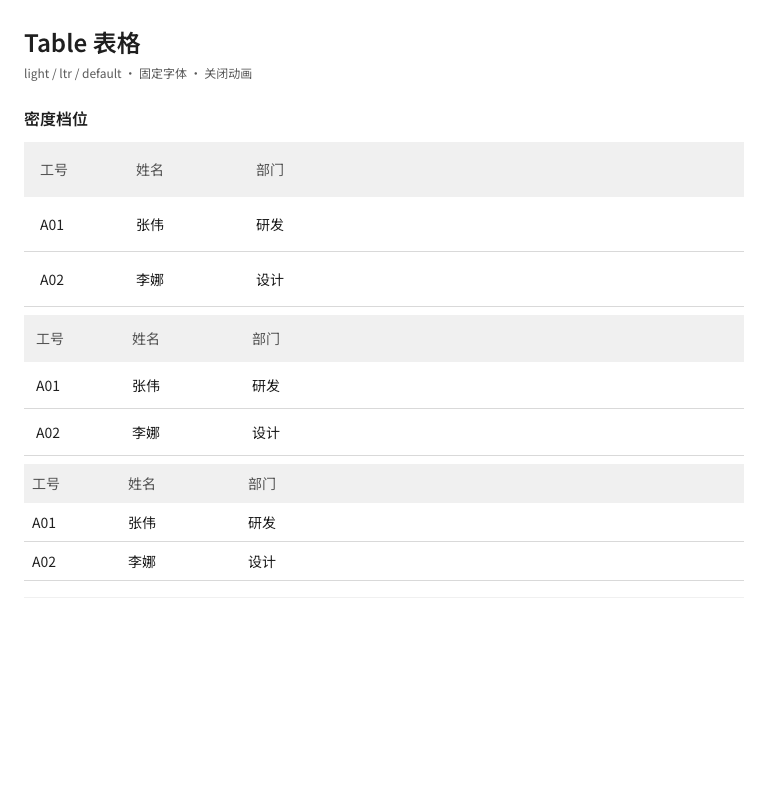 Table 表格
light / ltr / default ・ 固定字体 ・ 关闭动画
密度档位
工号 姓名 部门
A01 张伟 研发
A02 李娜 设计
工号 姓名 部门
A01 张伟 研发
A02 李娜 设计
工号 姓名 部门
A01 张伟 研发
A02 李娜 设计